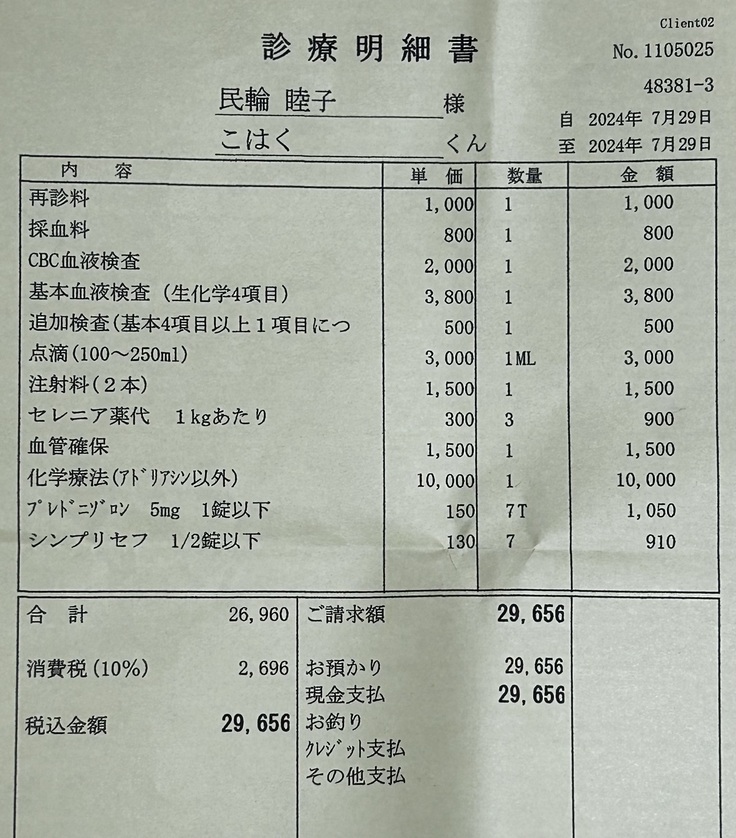 Client02
診療明細書
No.1105025
48381-3
民輪 睦子 様
自 2024年 7月29日
こはく くん
至 2024年 7月29日
内 容 単 価 数量 金 額
再診料 1,000 1 1,000
採血料 800 1 800
CBC血液検査 2,000 1 2,000
基本血液検査 (生化学4項目) 3,800 1 3,800
追加検査(基本4項目以上1項目につ 500 1 500
点滴(100～250ml) 3,000 1ML 3,000
注射料(2本) 1,500 1 1,500
セレニア薬代 1kgあたり 300 3 900
血管確保 1,500 1 1,500
化学療法(ｱﾄﾞﾘｱｼﾝ以外) 10,000 1 10,000
ﾌﾟﾚﾄﾞﾆｿﾞﾛﾝ 5mg 1錠以下 150 7T 1,050
シンプリセフ 1/2錠以下 130 7 910
合 計 26,960 ご請求額 29,656
消費税(10%) 2,696 お預かり 29,656
現金支払 29,656
税込金額 29,656 お釣り
ｸﾚｼﾞｯﾄ支払
その他支払